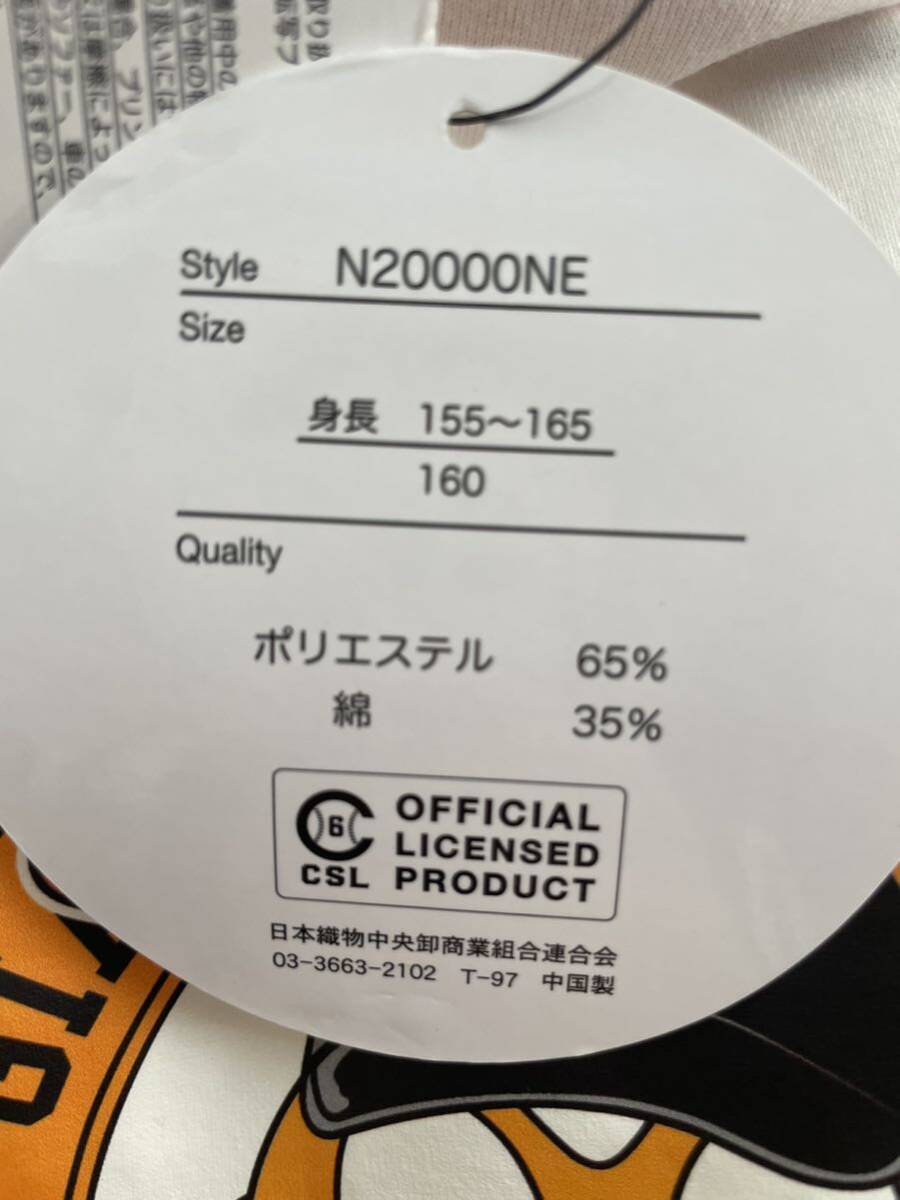 Style N20000NE
Size
身長 155〜165
160
Quality
ポリエステル 65%
綿 35%
6
CSL
OFFICIAL
LICENSED
PRODUCT
日本織物中央卸商業組合連合会
03-3663-2102 T-97 中国製